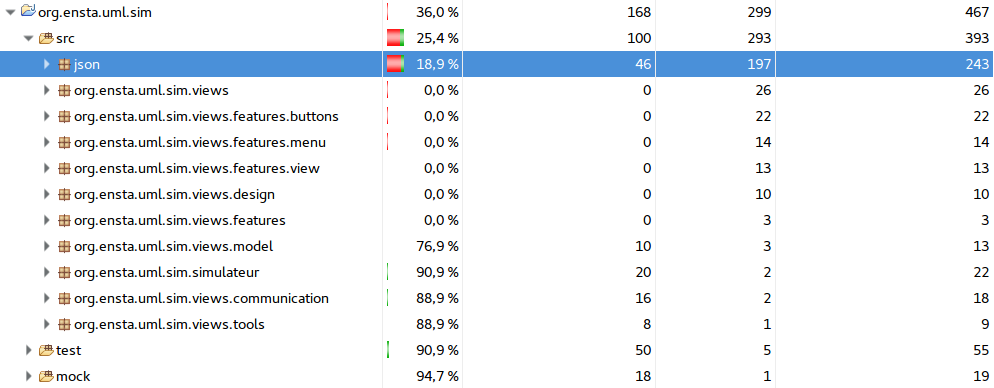 org.ensta.uml.sim 36,0 % 168 299 467
src 25,4 % 100 293 393
json 18,9 % 46 197 243
org.ensta.uml.sim.views 0,0 % 0 26 26
org.ensta.uml.sim.views.features.buttons 0,0 % 0 22 22
org.ensta.uml.sim.views.features.menu 0,0 % 0 14 14
org.ensta.uml.sim.views.features.view 0,0 % 0 13 13
org.ensta.uml.sim.views.design 0,0 % 0 10 10
org.ensta.uml.sim.views.features 0,0 % 0 3 3
org.ensta.uml.sim.views.model 76,9 % 10 3 13
org.ensta.uml.sim.simulateur 90,9 % 20 2 22
org.ensta.uml.sim.views.communication 88,9 % 16 2 18
org.ensta.uml.sim.views.tools 88,9 % 8 1 9
test 90,9 % 50 5 55
mock 94,7 % 18 1 19